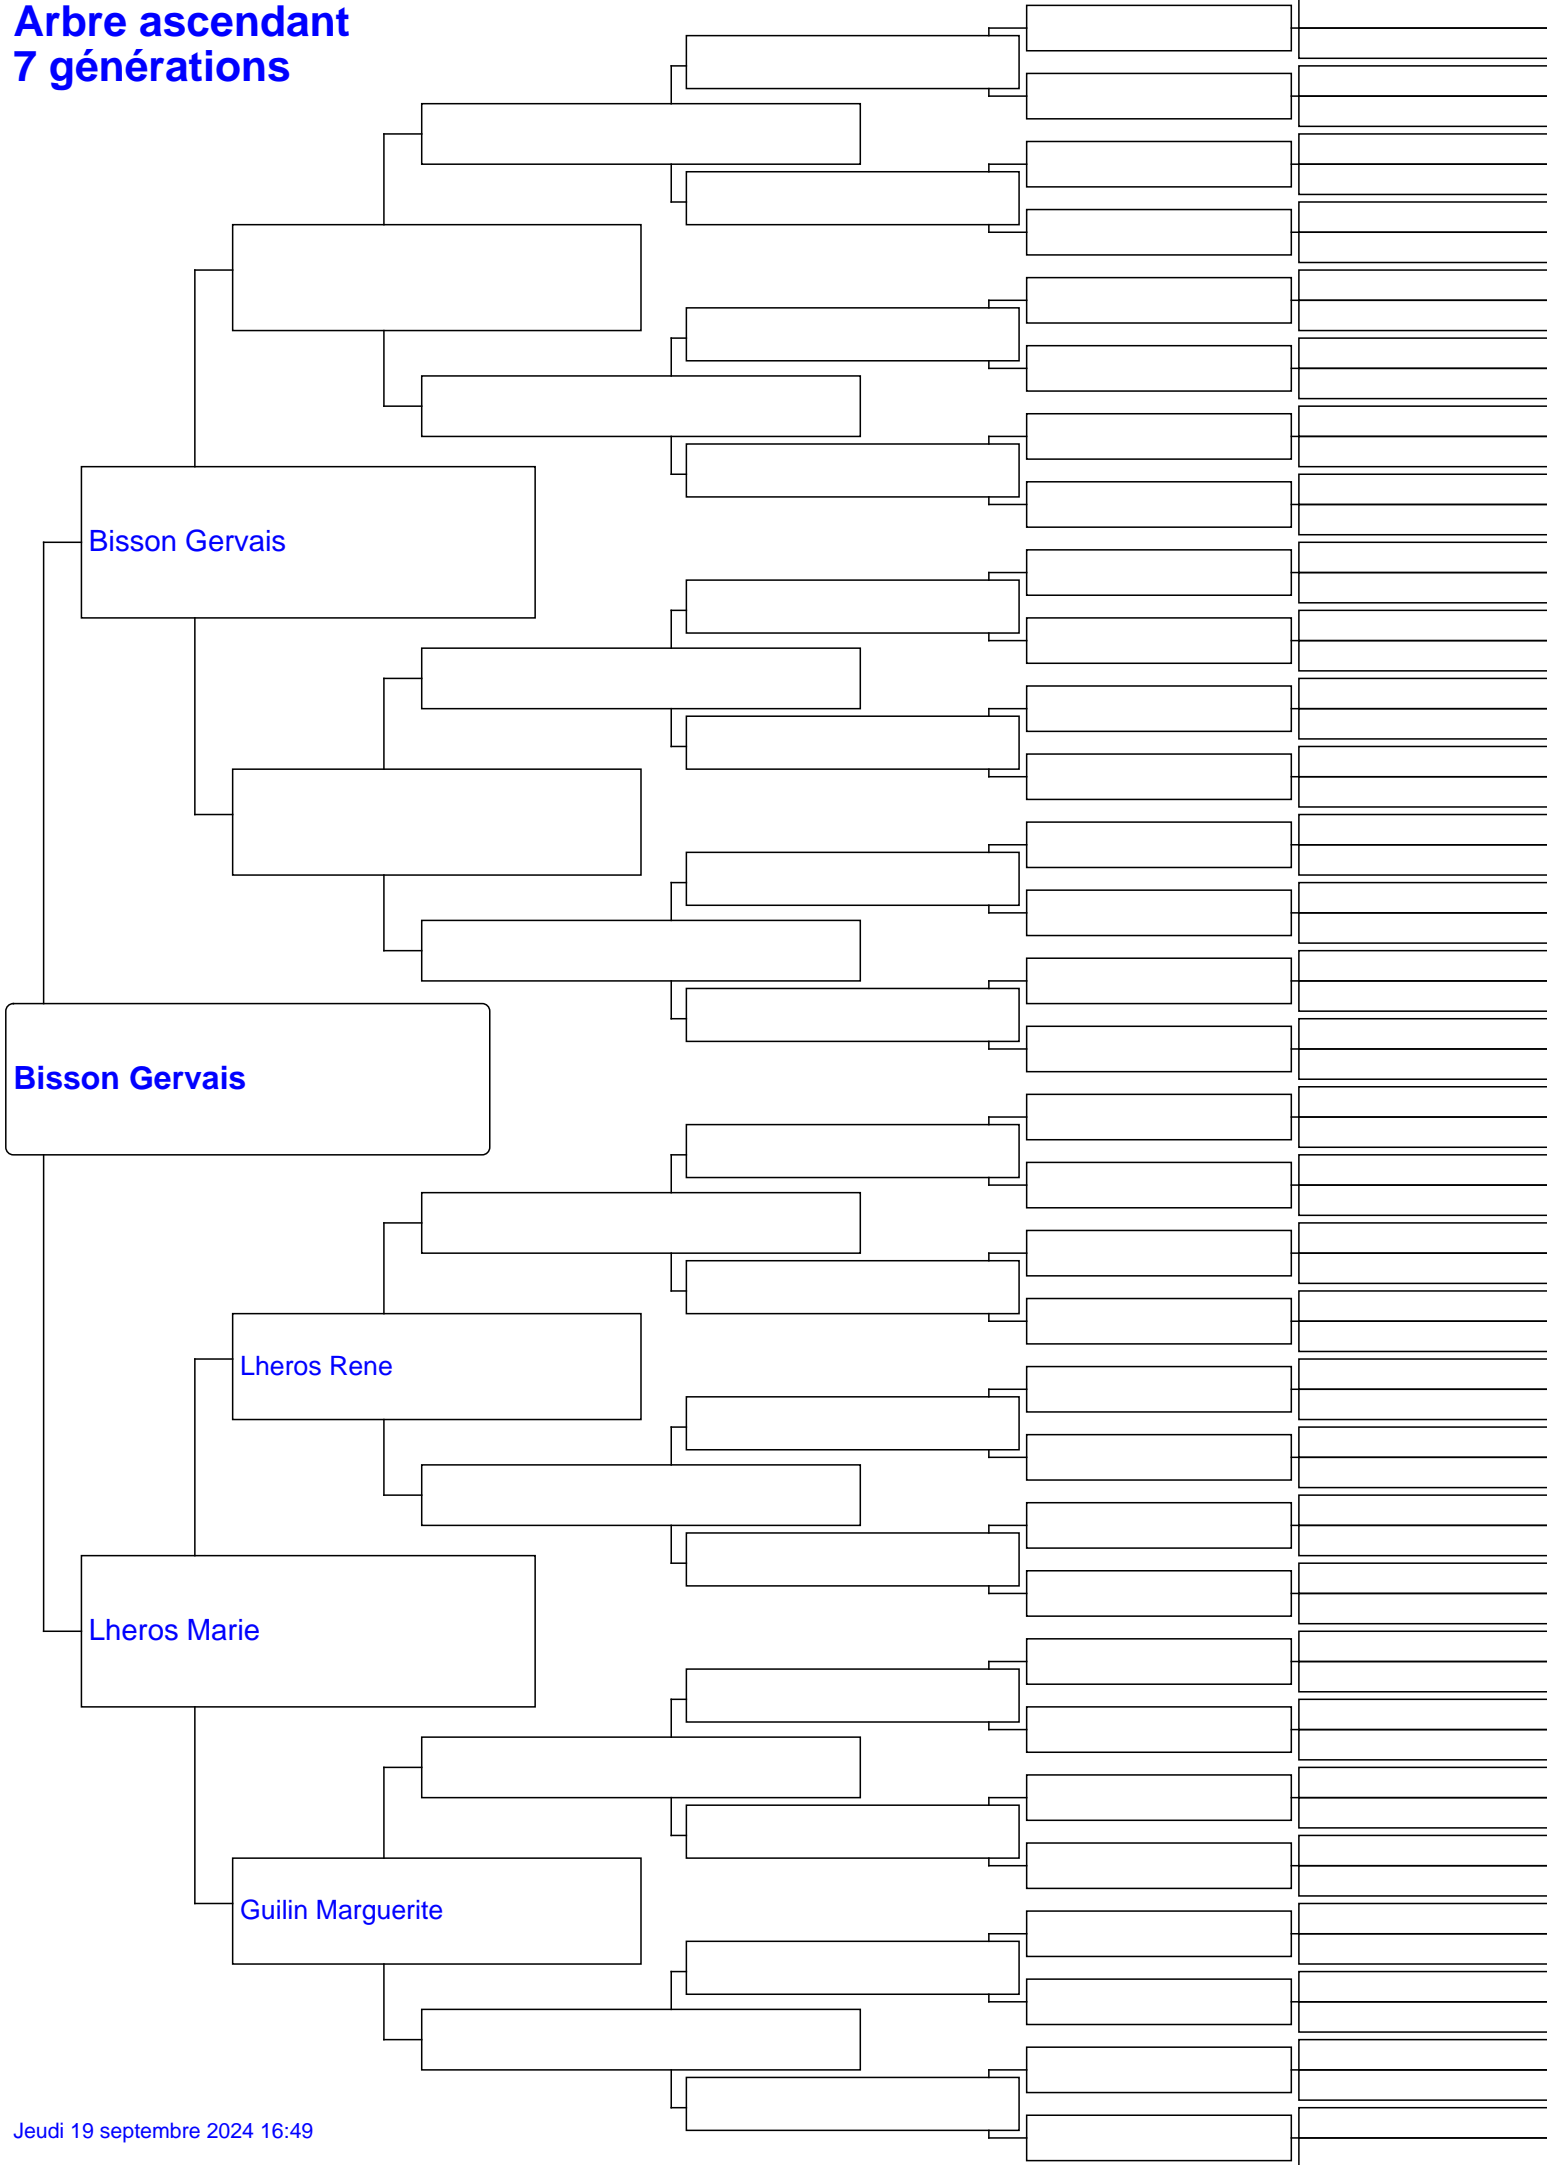 Arbre ascendant
7 générations
Bisson Gervais
Bisson Gervais
Lheros Rene
Lheros Marie
Guilin Marguerite
Jeudi 19 septembre 2024 16:49